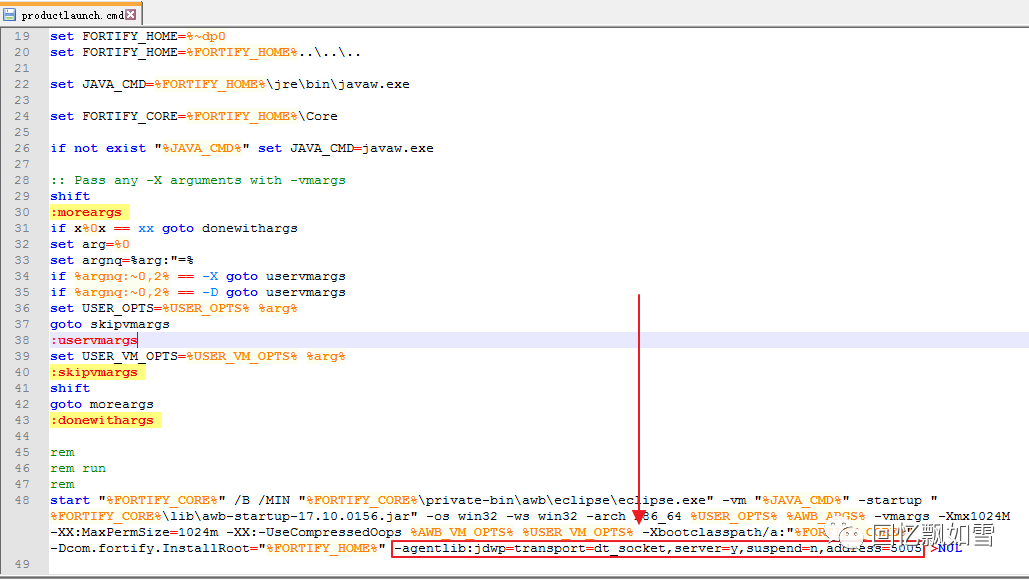 productlaunch.cmd
19 set FORTIFY_HOME=%~dp0
20 set FORTIFY_HOME=%FORTIFY_HOME%..\..\..
21
22 set JAVA_CMD=%FORTIFY_HOME%\jre\bin\javaw.exe
23
24 set FORTIFY_CORE=%FORTIFY_HOME%\Core
25
26 if not exist "%JAVA_CMD%" set JAVA_CMD=javaw.exe
27
28 :: Pass any -X arguments with -vmargs
29 shift
30 :moreargs
31 if x%0x == xx goto donewithargs
32 set arg=%0
33 set argnq=%arg:"=%
34 if %argnq:~0,2% == -X goto uservmargs
35 if %argnq:~0,2% == -D goto uservmargs
36 set USER_OPTS=%USER_OPTS% %arg%
37 goto skipvmargs
38 :uservmargs
39 set USER_VM_OPTS=%USER_VM_OPTS% %arg%
40 :skipvmargs
41 shift
42 goto moreargs
43 :donewithargs
44
45 rem
46 rem run
47 rem
48 start "%FORTIFY_CORE%" /B /MIN "%FORTIFY_CORE%\private-bin\awb\eclipse\eclipse.exe" -vm "%JAVA_CMD%" -startup "
%FORTIFY_CORE%\lib\awb-startup-17.10.0156.jar" -os win32 -ws win32 -arch x86_64 %USER_OPTS% %AWB_ARGS% -vmargs -Xmx1024M
-XX:MaxPermSize=1024m -XX:-UseCompressedOops %AWB_VM_OPTS% %USER_VM_OPTS% -Xbootclasspath/a:"%FOR
-Dcom.fortify.InstallRoot="%FORTIFY_HOME%" -agentlib:jdwp=transport=dt_socket,server=y,suspend=n,address=5005 >NUL
49
回忆飘如雪